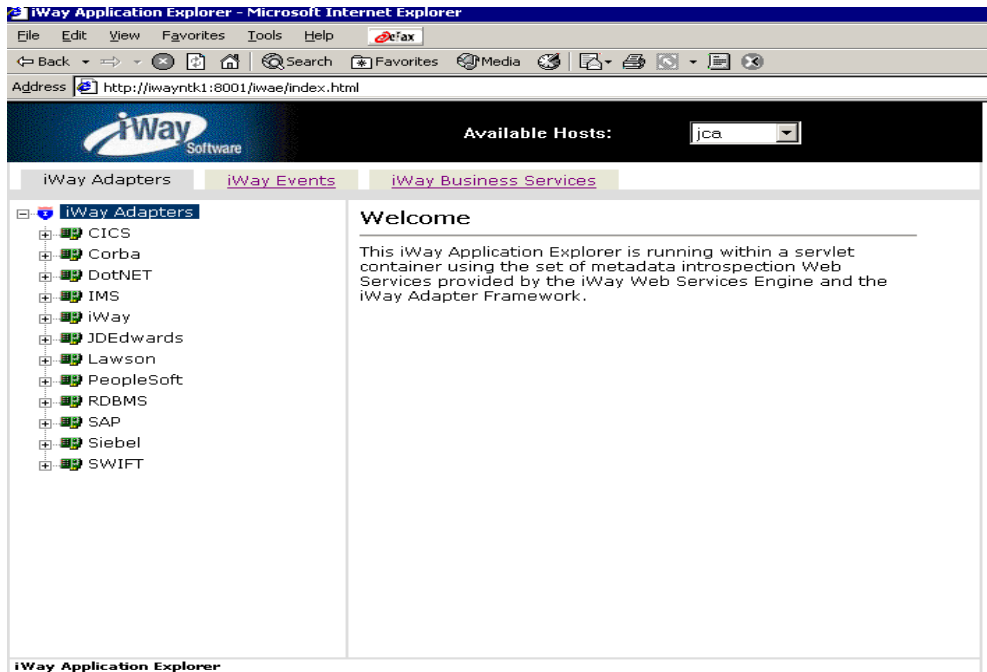 iWay Application Explorer - Microsoft Internet Explorer
File Edit View Favorites Tools Help eFax
Back Search Favorites Media
Address http://iwayntk1:8001/iwae/index.html
iWay Software
Available Hosts: jca
iWay Adapters iWay Events iWay Business Services
iWay Adapters
CICS
Corba
DotNET
IMS
iWay
JDEdwards
Lawson
PeopleSoft
RDBMS
SAP
Siebel
SWIFT
Welcome
This iWay Application Explorer is running within a servlet
container using the set of metadata introspection Web
Services provided by the iWay Web Services Engine and the
iWay Adapter Framework.
iWay Application Explorer